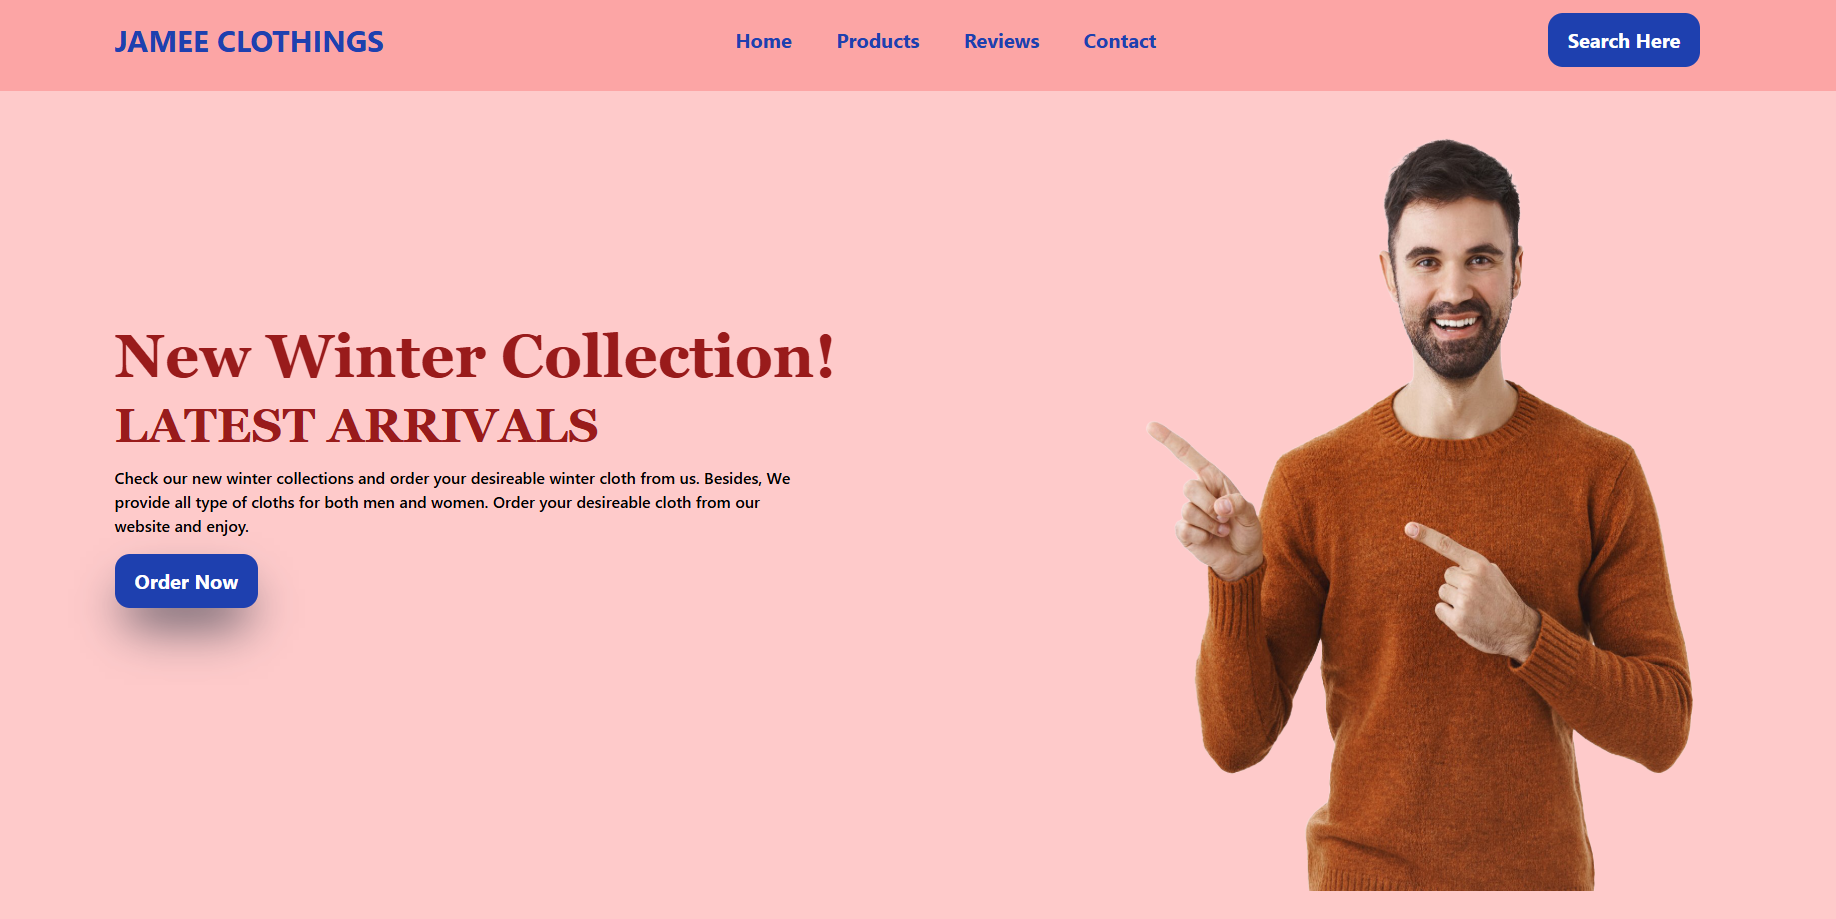 JAMEE CLOTHINGS
Home
Products
Reviews
Contact
Search Here
New Winter Collection!
LATEST ARRIVALS
Check our new winter collections and order your desireable winter cloth from us. Besides, We
provide all type of cloths for both men and women. Order your desireable cloth from our
website and enjoy.
Order Now